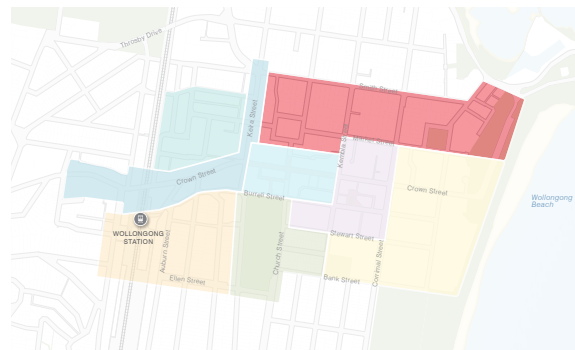 Throsby Drive
Smith Street
Keira Street
Market Street
Kembla Street
Crown Street
Crown Street
Burelli Street
Wollongong
Beach
WOLLONGONG
STATION
Auburn Street
Church Street
Stewart Street
Corrimal Street
Ellen Street
Bank Street